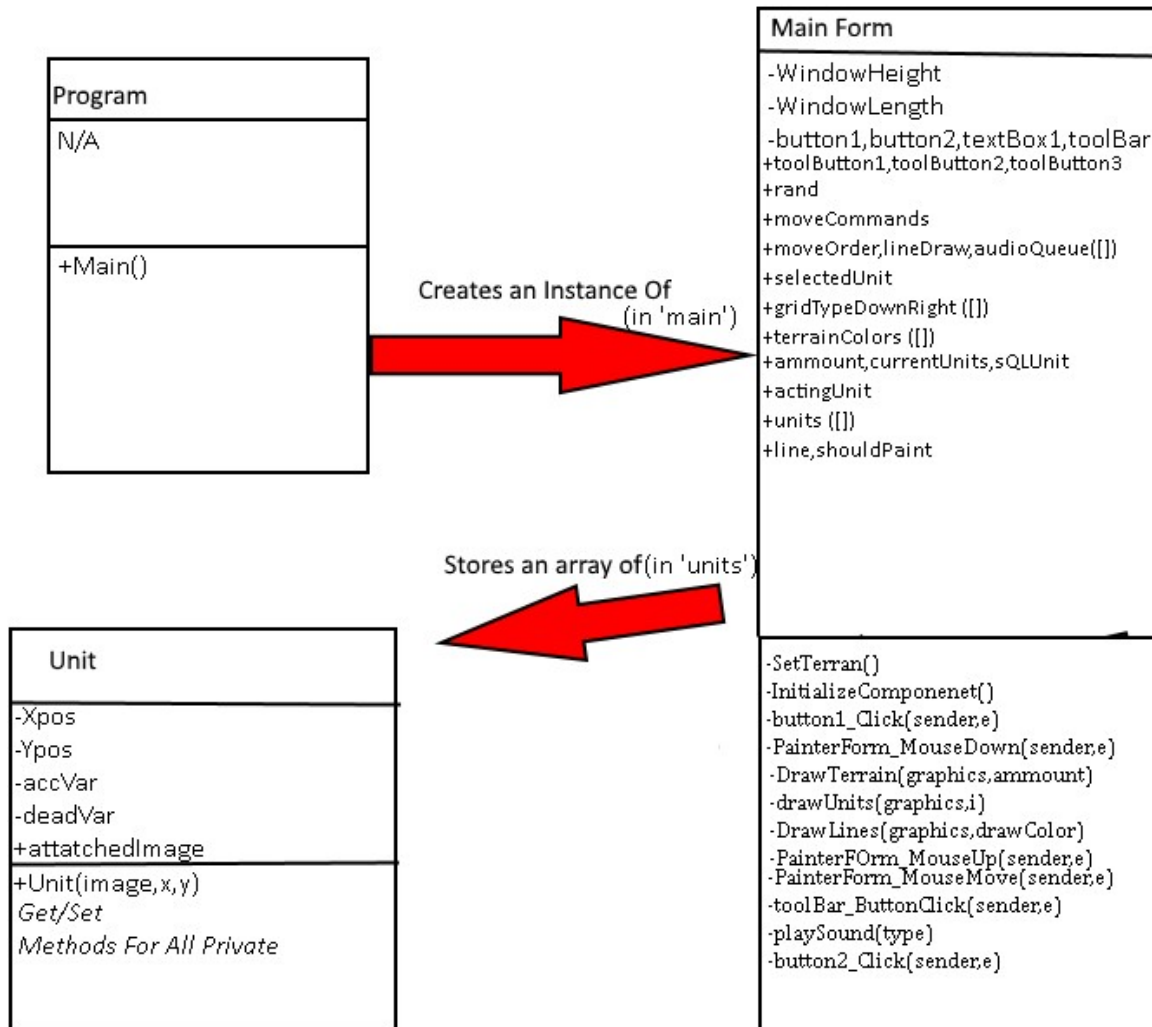 Program
N/A
+Main()
Creates an Instance Of
(in 'main')
Main Form
-WindowHeight
-WindowLength
-button1,button2,textBox1,toolBar
+toolButton1,toolButton2,toolButton3
+rand
+moveCommands
+moveOrder,lineDraw,audioQueue([])
+selectedUnit
+gridTypeDownRight ([])
+terrainColors ([])
+ammount,currentUnits,sQLUnit
+actingUnit
+units ([])
+line,shouldPaint
-SetTerran()
-InitializeComponenet()
-button1_Click(sender,e)
-PainterForm_MouseDown(sender,e)
-DrawTerrain(graphics,ammount)
-drawUnits(graphics,i)
-DrawLines(graphics,drawColor)
-PainterFOrm_MouseUp(sender,e)
-PainterForm_MouseMove(sender,e)
-toolBar_ButtonClick(sender,e)
-playSound(type)
-button2_Click(sender,e)
Stores an array of(in 'units')
Unit
-Xpos
-Ypos
-accVar
-deadVar
+attatchedImage
+Unit(image,x,y)
Get/Set
Methods For All Private